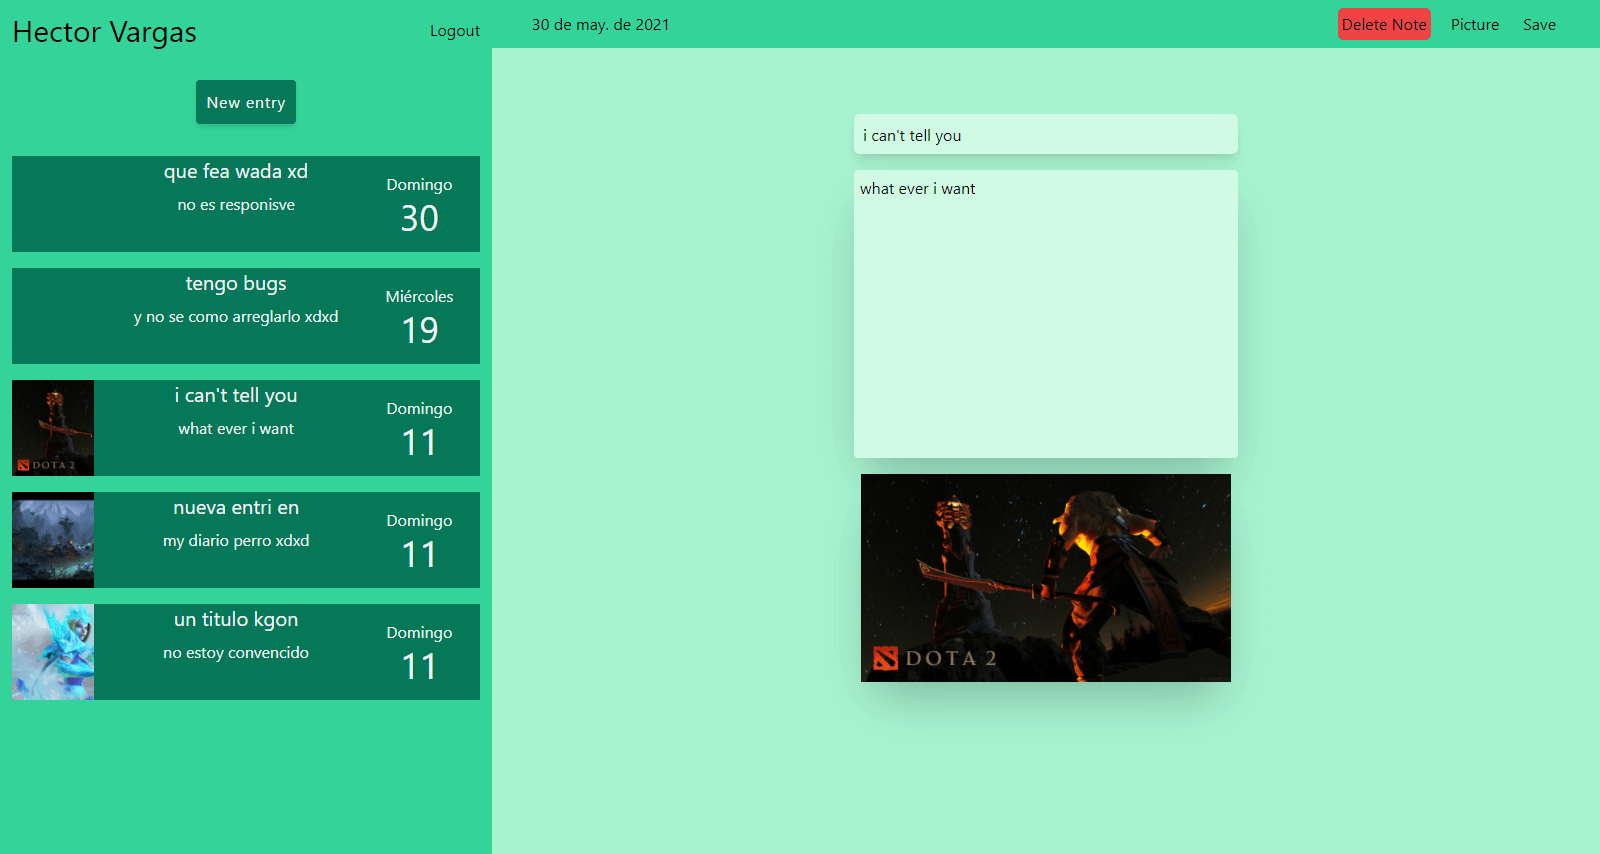 Hector Vargas
Logout
New entry
que fea wada xd
no es responisve
Domingo
30
tengo bugs
y no se como arreglarlo xdxd
Miércoles
19
DOTA 2
i can't tell you
what ever i want
Domingo
11
nueva entri en
my diario perro xdxd
Domingo
11
un titulo kgon
no estoy convencido
Domingo
11
30 de may. de 2021
Delete Note
Picture
Save
i can't tell you
what ever i want
DOTA 2